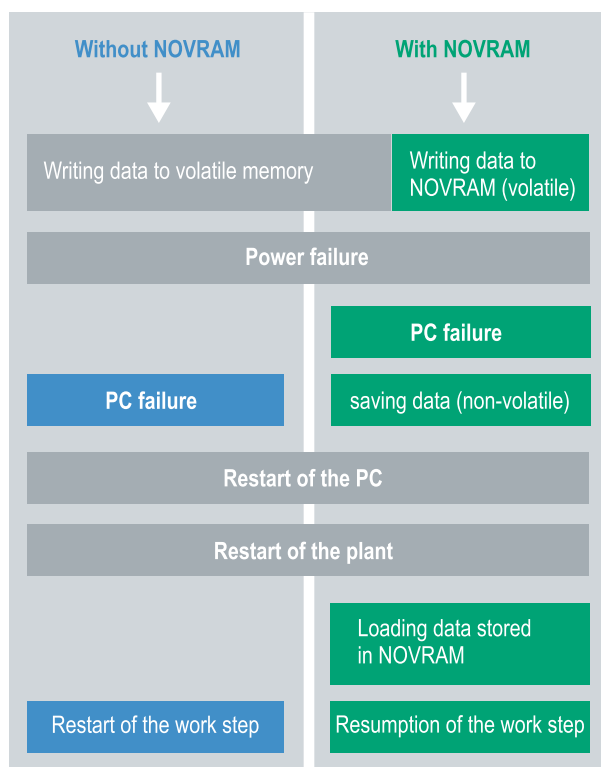 Without NOVRAM
With NOVRAM
Writing data to volatile memory
Writing data to
NOVRAM (volatile)
Power failure
PC failure
PC failure
saving data (non-volatile)
Restart of the PC
Restart of the plant
Loading data stored
in NOVRAM
Restart of the work step
Resumption of the work step